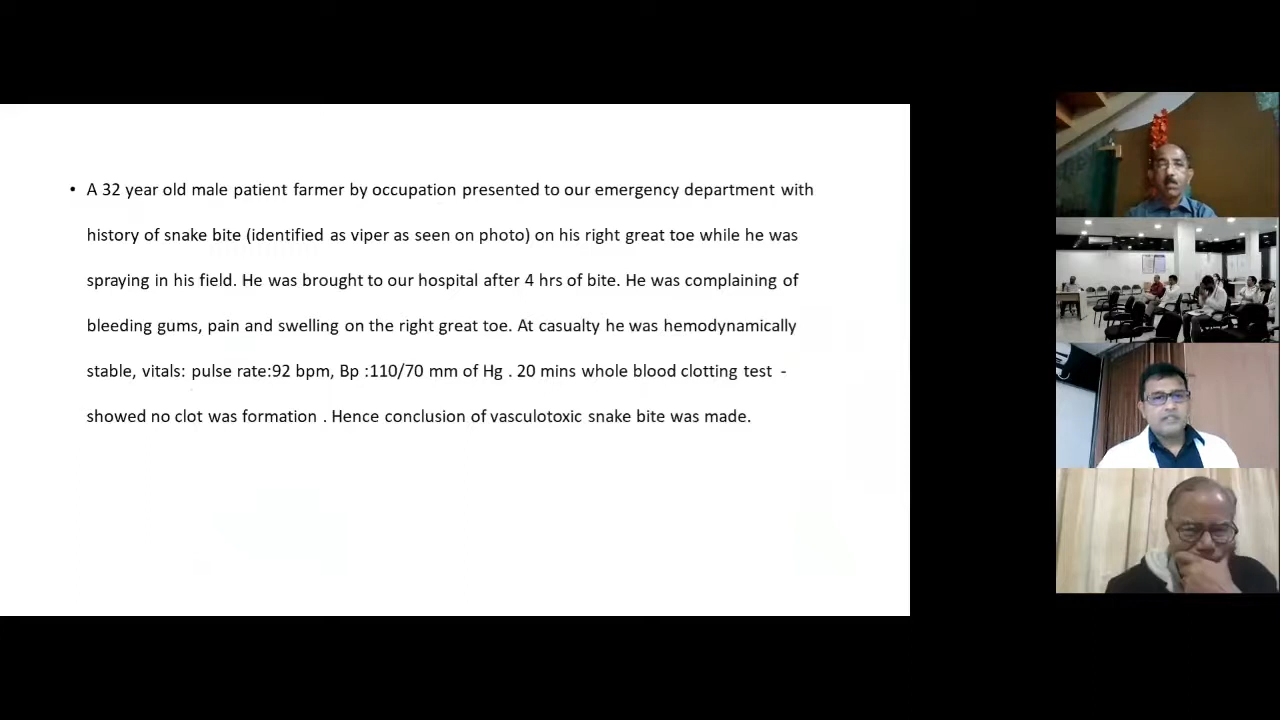 • A 32 year old male patient farmer by occupation presented to our emergency department with
history of snake bite (identified as viper as seen on photo) on his right great toe while he was
spraying in his field. He was brought to our hospital after 4 hrs of bite. He was complaining of
bleeding gums, pain and swelling on the right great toe. At casualty he was hemodynamically
stable, vitals: pulse rate:92 bpm, Bp :110/70 mm of Hg . 20 mins whole blood clotting test -
showed no clot was formation . Hence conclusion of vasculotoxic snake bite was made.